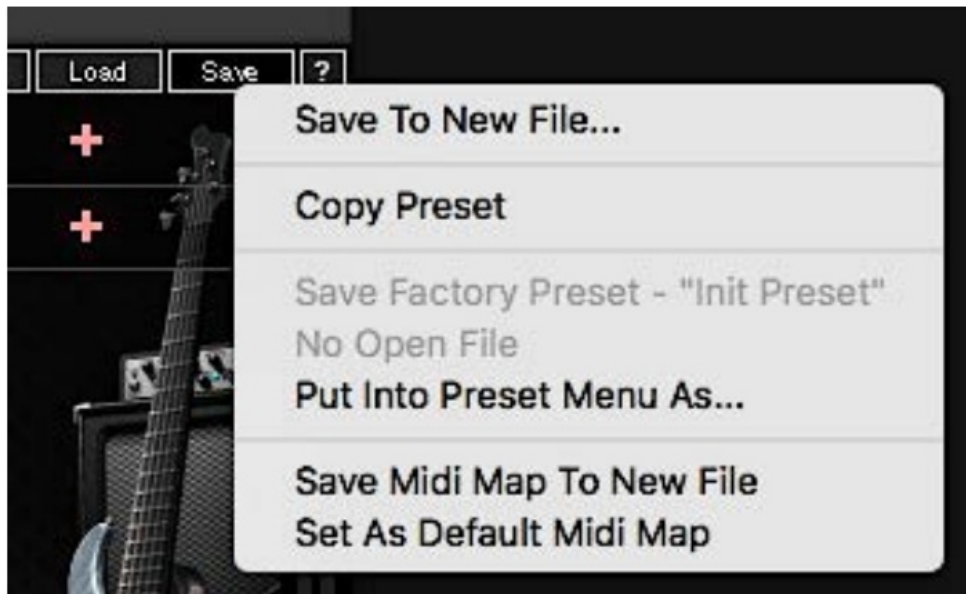 Load
Save
?
Save To New File...
Copy Preset
Save Factory Preset - "Init Preset"
No Open File
Put Into Preset Menu As...
Save Midi Map To New File
Set As Default Midi Map